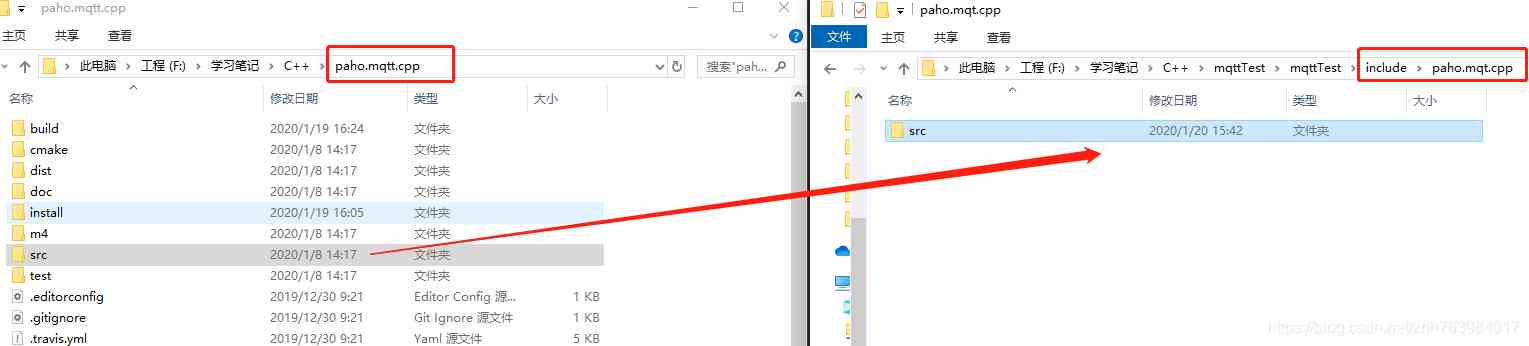 paho.mqtt.cpp
主页 共享 查看
此电脑 > 工程 (F:) > 学习笔记 > C++ > paho.mqtt.cpp
搜索"pah...
名称 修改日期 类型 大小
build 2020/1/19 16:24 文件夹
cmake 2020/1/8 14:17 文件夹
dist 2020/1/8 14:17 文件夹
doc 2020/1/8 14:17 文件夹
install 2020/1/19 16:05 文件夹
m4 2020/1/8 14:17 文件夹
src 2020/1/8 14:17 文件夹
test 2020/1/8 14:17 文件夹
.editorconfig 2019/12/30 9:21 Editor Config 源... 1 KB
.gitignore 2019/12/30 9:21 Git Ignore 源文件 1 KB
.travis.yml 2019/12/30 9:21 Yaml 源文件 5 KB
paho.mqt.cpp
文件 主页 共享 查看
此电脑 > 工程 (F:) > 学习笔记 > C++ > mqttTest > mqttTest > include > paho.mqt.cpp
名称 修改日期 类型 大小
src 2020/1/20 15:42 文件夹